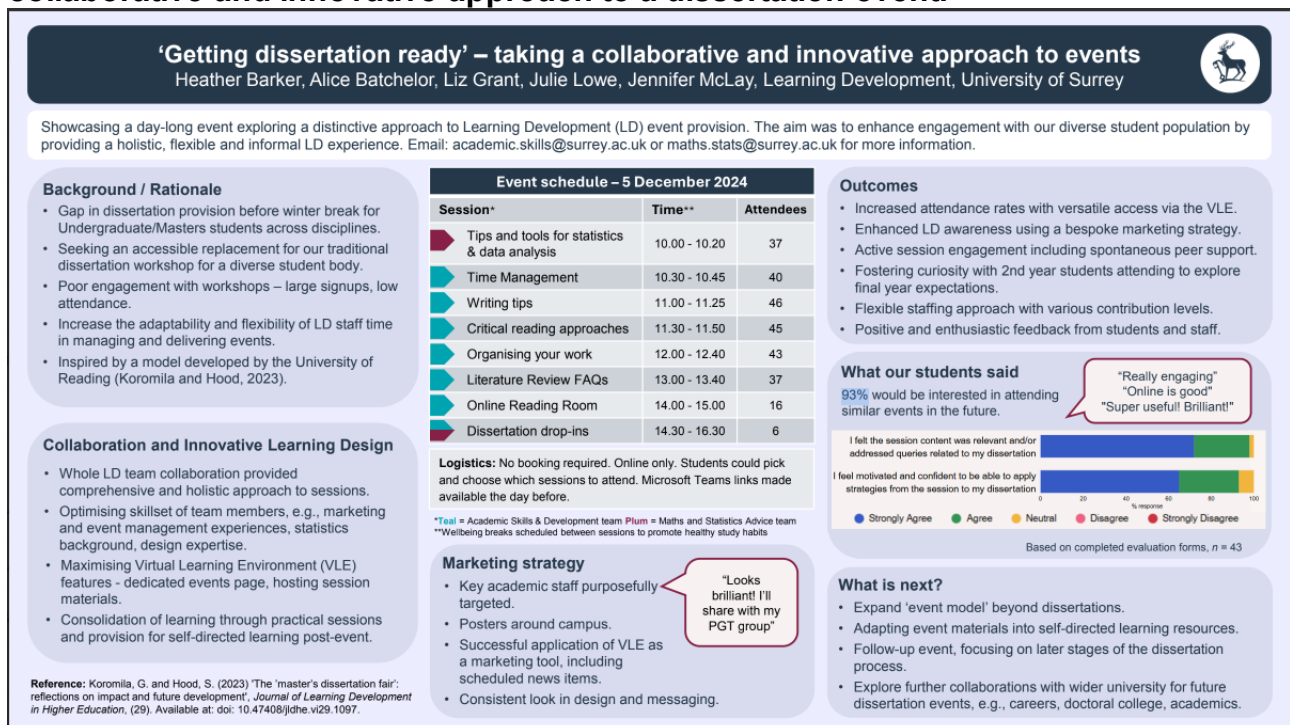 collaborative and innovative approach to a dissertation event.
‘Getting dissertation ready’ – taking a collaborative and innovative approach to events
Heather Barker, Alice Batchelor, Liz Grant, Julie Lowe, Jennifer McLay, Learning Development, University of Surrey
Showcasing a day-long event exploring a distinctive approach to Learning Development (LD) event provision. The aim was to enhance engagement with our diverse student population by
providing a holistic, flexible and informal LD experience. Email: academic.skills@surrey.ac.uk or maths.stats@surrey.ac.uk for more information.
Background / Rationale
• Gap in dissertation provision before winter break for
Undergraduate/Masters students across disciplines.
• Seeking an accessible replacement for our traditional
dissertation workshop for a diverse student body.
• Poor engagement with workshops – large signups, low
attendance.
• Increase the adaptability and flexibility of LD staff time
in managing and delivering events.
• Inspired by a model developed by the University of
Reading (Koromila and Hood, 2023).
Collaboration and Innovative Learning Design
• Whole LD team collaboration provided
comprehensive and holistic approach to sessions.
• Optimising skillset of team members, e.g., marketing
and event management experiences, statistics
background, design expertise.
• Maximising Virtual Learning Environment (VLE)
features - dedicated events page, hosting session
materials.
• Consolidation of learning through practical sessions
and provision for self-directed learning post-event.
Reference: Koromila, G. and Hood, S. (2023) 'The 'master's dissertation fair':
reflections on impact and future development', Journal of Learning Development
in Higher Education, (29). Available at: doi: 10.47408/jldhe.vi29.1097.
Event schedule – 5 December 2024
Session* Time** Attendees
Tips and tools for statistics
& data analysis 10.00 - 10.20 37
Time Management 10.30 - 10.45 40
Writing tips 11.00 - 11.25 46
Critical reading approaches 11.30 - 11.50 45
Organising your work 12.00 - 12.40 43
Literature Review FAQs 13.00 - 13.40 37
Online Reading Room 14.00 - 15.00 16
Dissertation drop-ins 14.30 - 16.30 6
Logistics: No booking required. Online only. Students could pick
and choose which sessions to attend. Microsoft Teams links made
available the day before.
*Teal = Academic Skills & Development team Plum = Maths and Statistics Advice team
**Wellbeing breaks scheduled between sessions to promote healthy study habits
Marketing strategy
• Key academic staff purposefully
targeted.
• Posters around campus.
• Successful application of VLE as
a marketing tool, including
scheduled news items.
• Consistent look in design and messaging.
“Looks
brilliant! I’ll
share with my
PGT group”
Outcomes
• Increased attendance rates with versatile access via the VLE.
• Enhanced LD awareness using a bespoke marketing strategy.
• Active session engagement including spontaneous peer support.
• Fostering curiosity with 2nd year students attending to explore
final year expectations.
• Flexible staffing approach with various contribution levels.
• Positive and enthusiastic feedback from students and staff.
What our students said
93% would be interested in attending
similar events in the future.
“Really engaging”
“Online is good”
"Super useful! Brilliant!"
I felt the session content was relevant and/or
addressed queries related to my dissertation
I feel motivated and confident to be able to apply
strategies from the session to my dissertation
0 20 40 60 80 100
% response
Strongly Agree Agree Neutral Disagree Strongly Disagree
Based on completed evaluation forms, n = 43
What is next?
• Expand ‘event model’ beyond dissertations.
• Adapting event materials into self-directed learning resources.
• Follow-up event, focusing on later stages of the dissertation
process.
• Explore further collaborations with wider university for future
dissertation events, e.g., careers, doctoral college, academics.